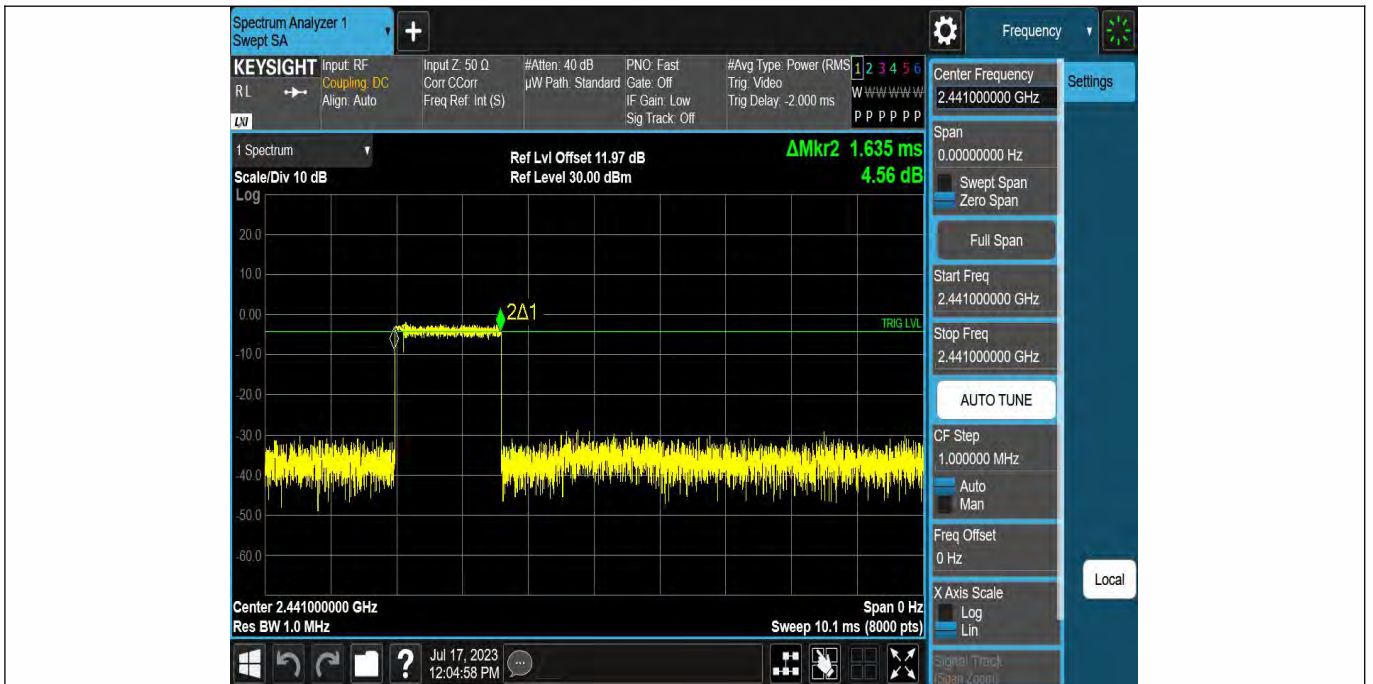 Spectrum Analyzer 1
Swept SA
+
Frequency
KEYSIGHT
RL
LXI
Input: RF
Coupling: DC
Align: Auto
Input Z: 50 Ω
Corr CCorr
Freq Ref: Int (S)
#Atten: 40 dB
µW Path: Standard
PNO: Fast
Gate: Off
IF Gain: Low
Sig Track: Off
#Avg Type: Power (RMS
Trig: Video
Trig Delay: -2.000 ms
1 2 3 4 5 6
W W W W W W
P P P P P P
1 Spectrum
Scale/Div 10 dB
Log
Ref Lvl Offset 11.97 dB
Ref Level 30.00 dBm
ΔMkr2 1.635 ms
4.56 dB
20.0
10.0
0.00
-10.0
-20.0
-30.0
-40.0
-50.0
-60.0
2Δ1
TRIG LVL
Center 2.441000000 GHz
Res BW 1.0 MHz
Span 0 Hz
Sweep 10.1 ms (8000 pts)
Jul 17, 2023
12:04:58 PM
Center Frequency
2.441000000 GHz
Settings
Span
0.00000000 Hz
Swept Span
Zero Span
Full Span
Start Freq
2.441000000 GHz
Stop Freq
2.441000000 GHz
AUTO TUNE
CF Step
1.000000 MHz
Auto
Man
Freq Offset
0 Hz
X Axis Scale
Log
Lin
Local
Signal Track
(Span Zoom)